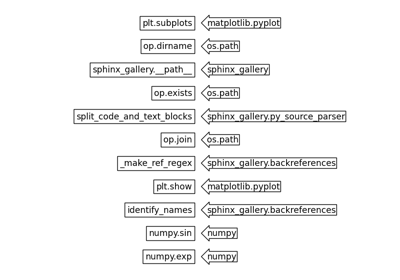 plt.subplots matplotlib.pyplot
op.dirname os.path
sphinx_gallery.__path__ sphinx_gallery
op.exists os.path
split_code_and_text_blocks sphinx_gallery.py_source_parser
op.join os.path
_make_ref_regex sphinx_gallery.backreferences
plt.show matplotlib.pyplot
identify_names sphinx_gallery.backreferences
numpy.sin numpy
numpy.exp numpy